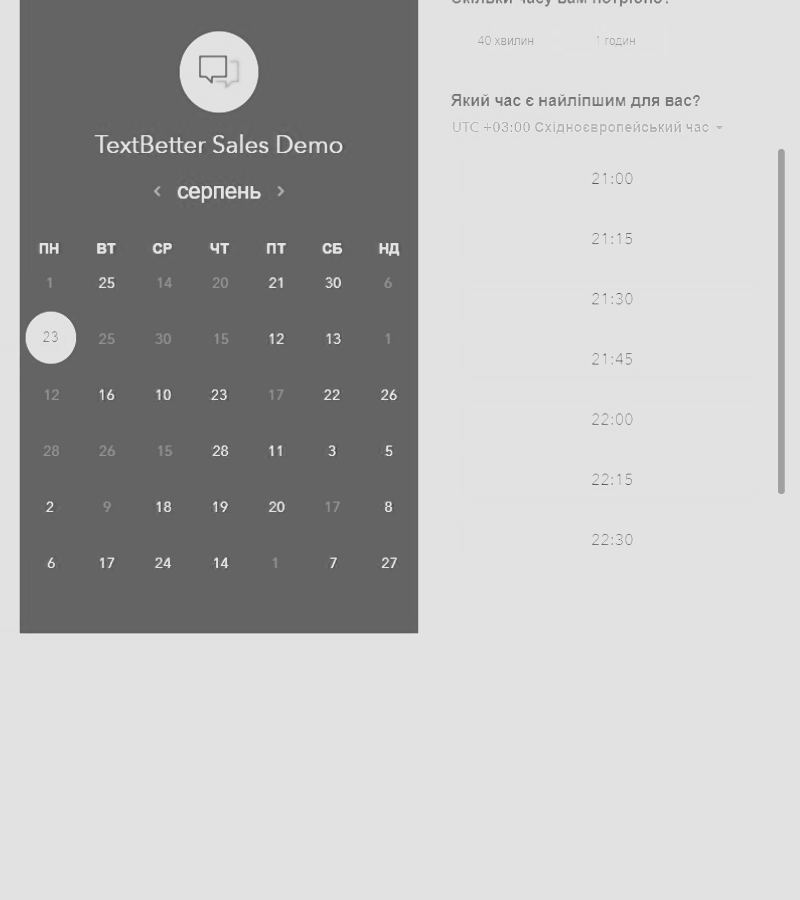 TextBetter Sales Demo
серпень
ПН ВТ СР ЧТ ПТ СБ НД
1 25 14 20 21 30 6
23 25 30 15 12 13 1
12 16 10 23 17 22 26
28 26 15 28 11 3 5
2 9 18 19 20 17 8
6 17 24 14 1 7 27
Скільки часу вам потрібно?
40 хвилин 1 годин
Який час є найліпшим для вас?
UTC +03:00 Східноєвропейський час
21:00
21:15
21:30
21:45
22:00
22:15
22:30